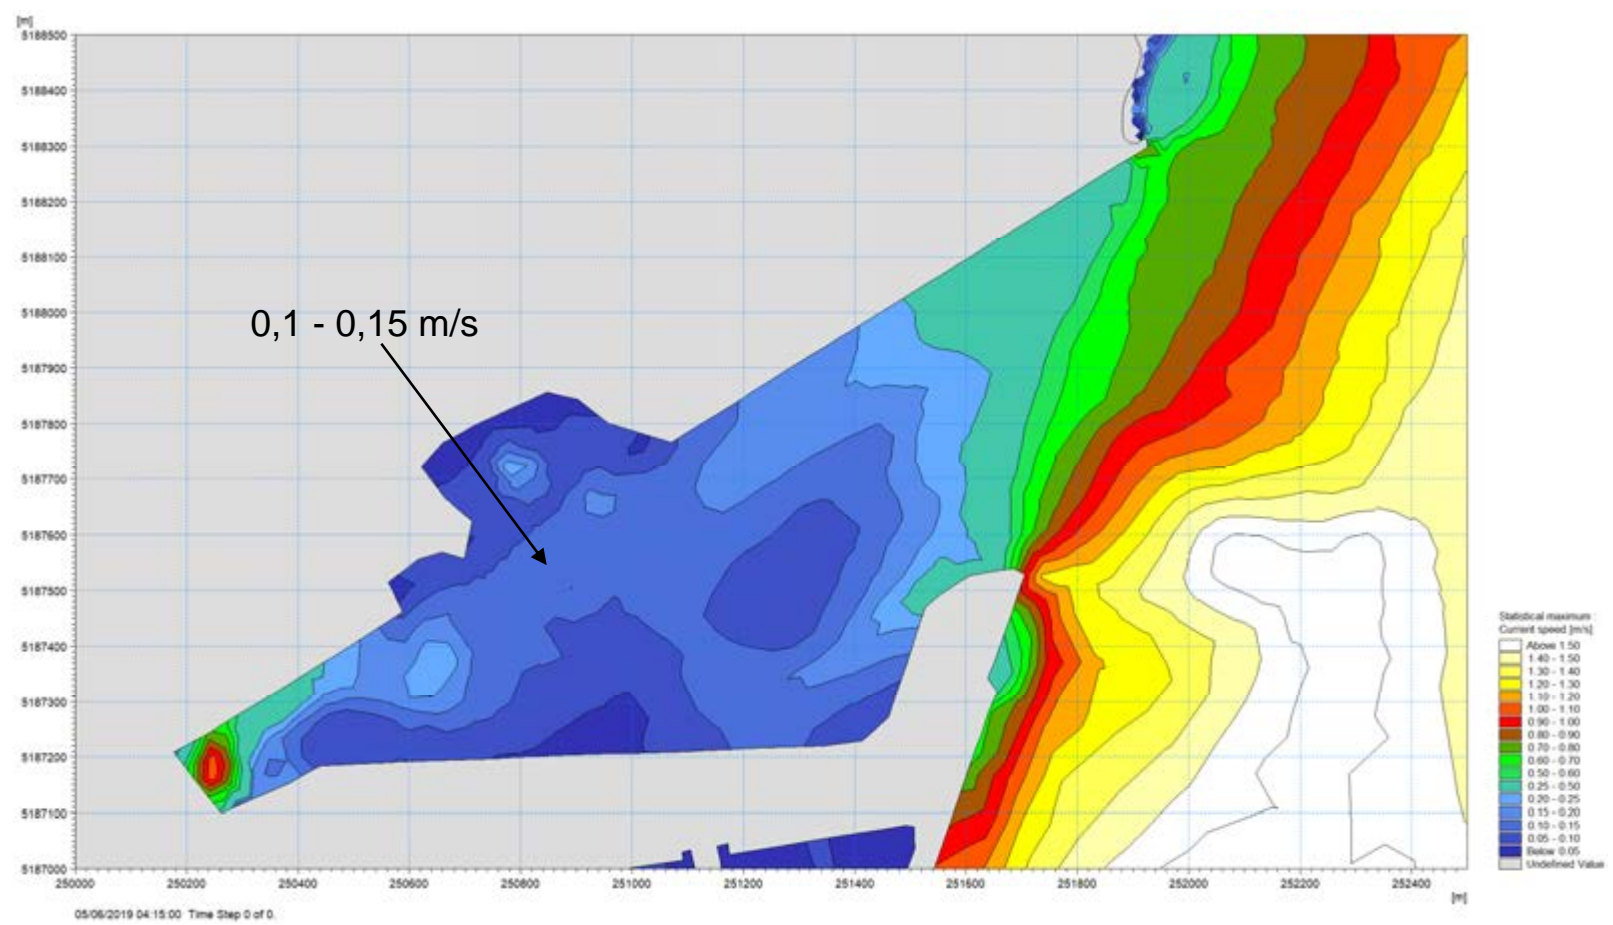 [m]
5188500
5188400
5188300
5188200
5188100
5188000
5187900
5187800
5187700
5187600
5187500
5187400
5187300
5187200
5187100
5187000
0,1 - 0,15 m/s
250000 250200 250400 250600 250800 251000 251200 251400 251600 251800 252000 252200 252400
[m]
05/06/2019 04:15:00 Time Step 0 of 0.
Statistical maximum :
Current speed [m/s]
Above 1.50
1.40 - 1.50
1.30 - 1.40
1.20 - 1.30
1.10 - 1.20
1.00 - 1.10
0.90 - 1.00
0.80 - 0.90
0.70 - 0.80
0.60 - 0.70
0.50 - 0.60
0.25 - 0.50
0.20 - 0.25
0.15 - 0.20
0.10 - 0.15
0.05 - 0.10
Below 0.05
Undefined Value